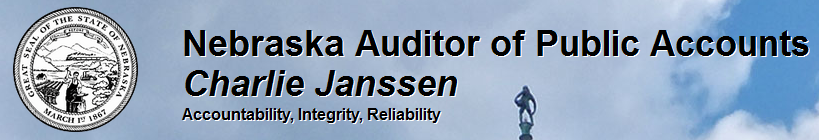 GREAT SEAL OF THE STATE OF NEBRASKA
MARCH 1ST 1867
Nebraska Auditor of Public Accounts
Charlie Janssen
Accountability, Integrity, Reliability